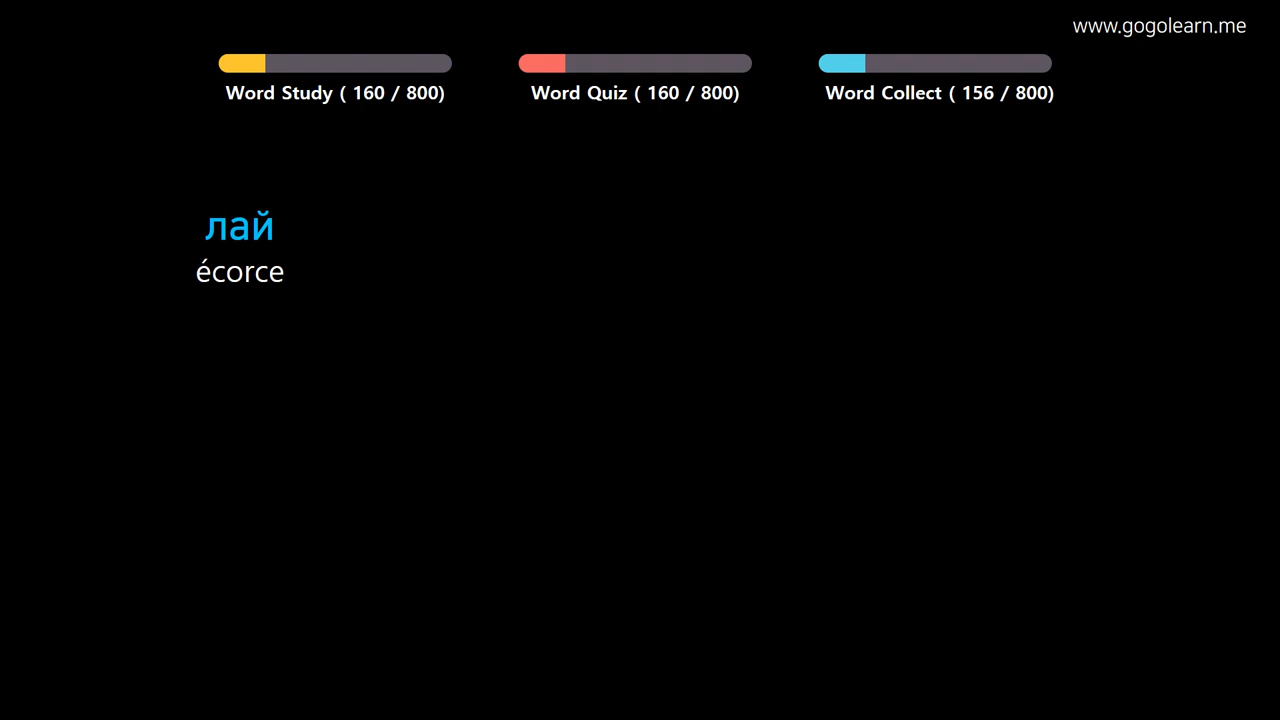 www.gogolearn.me
Word Study ( 160 / 800)
Word Quiz ( 160 / 800)
Word Collect ( 156 / 800)
лай
écorce